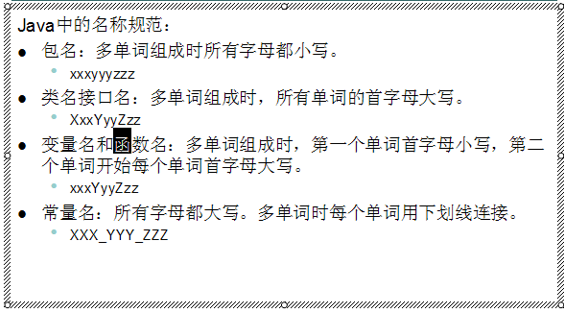 Java中的名称规范：
包名：多单词组成时所有字母都小写。
xxxyyyzzz
类名接口名：多单词组成时，所有单词的首字母大写。
XxxYyyZzz
变量名和函数名：多单词组成时，第一个单词首字母小写，第二
个单词开始每个单词首字母大写。
xxxYyyZzz
常量名：所有字母都大写。多单词时每个单词用下划线连接。
XXX_YYY_ZZZ